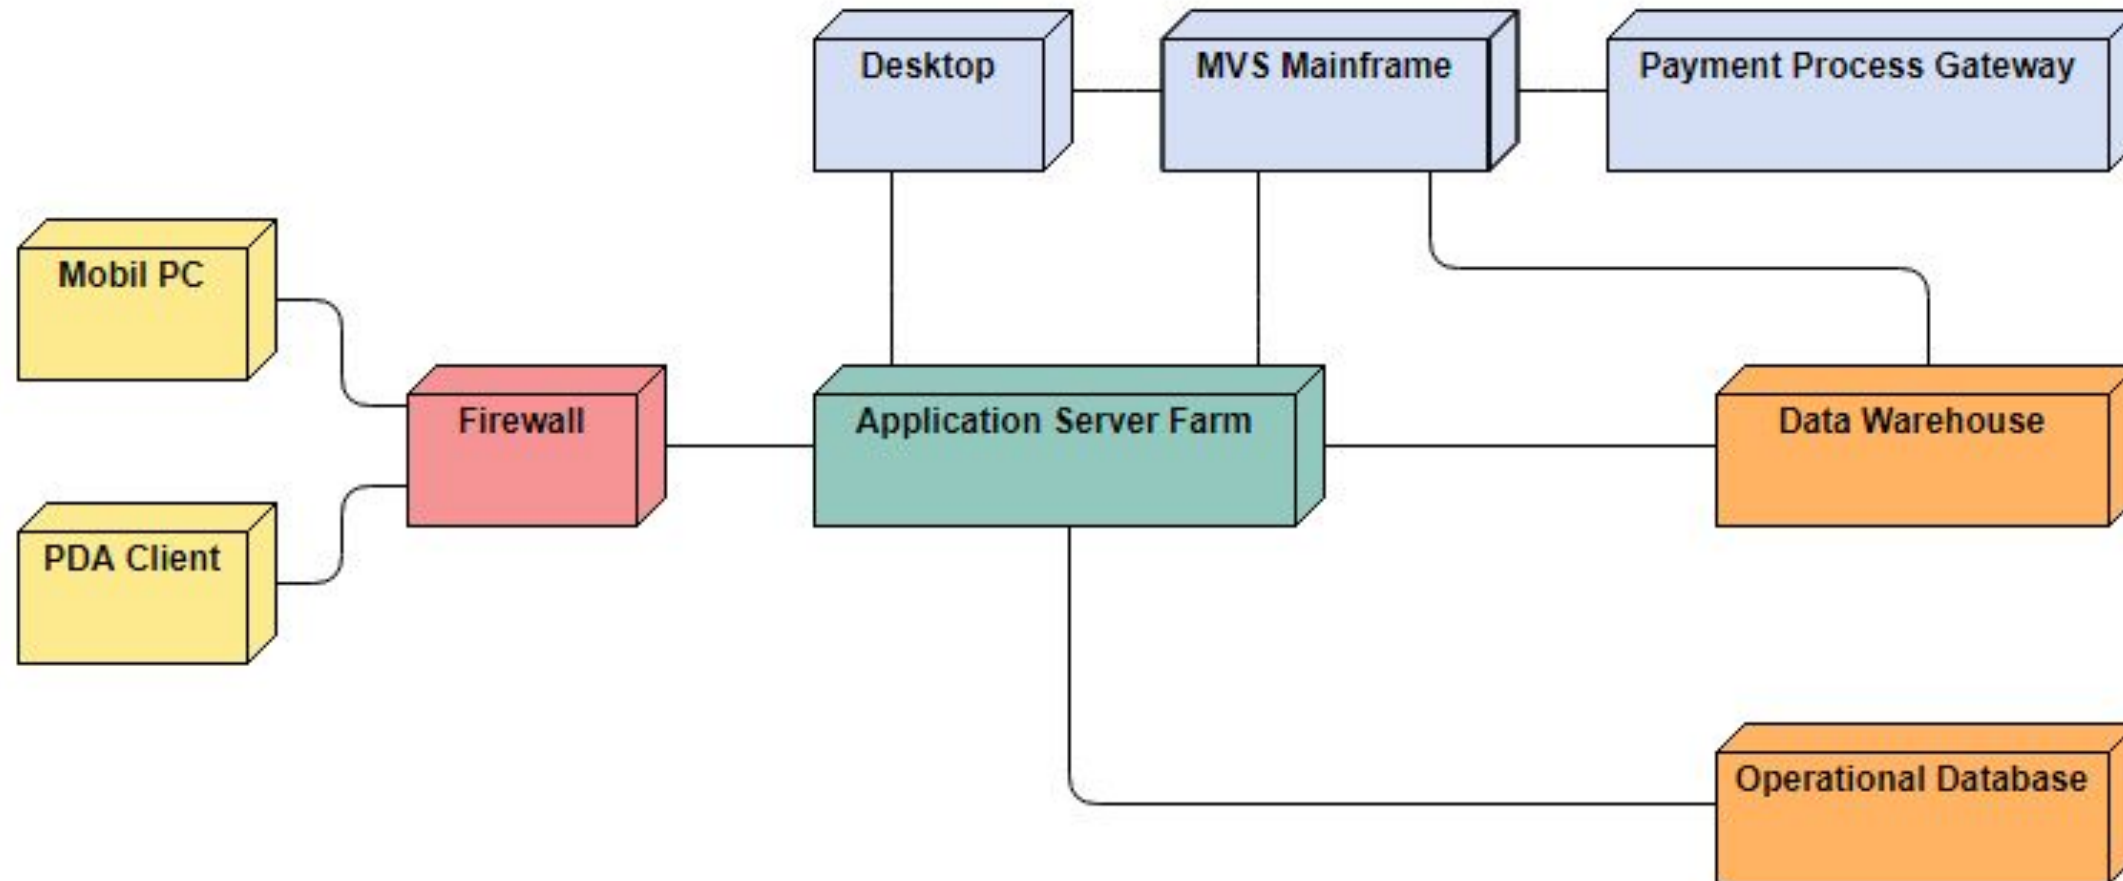 Desktop
MVS Mainframe
Payment Process Gateway
Mobil PC
Firewall
Application Server Farm
Data Warehouse
PDA Client
Operational Database